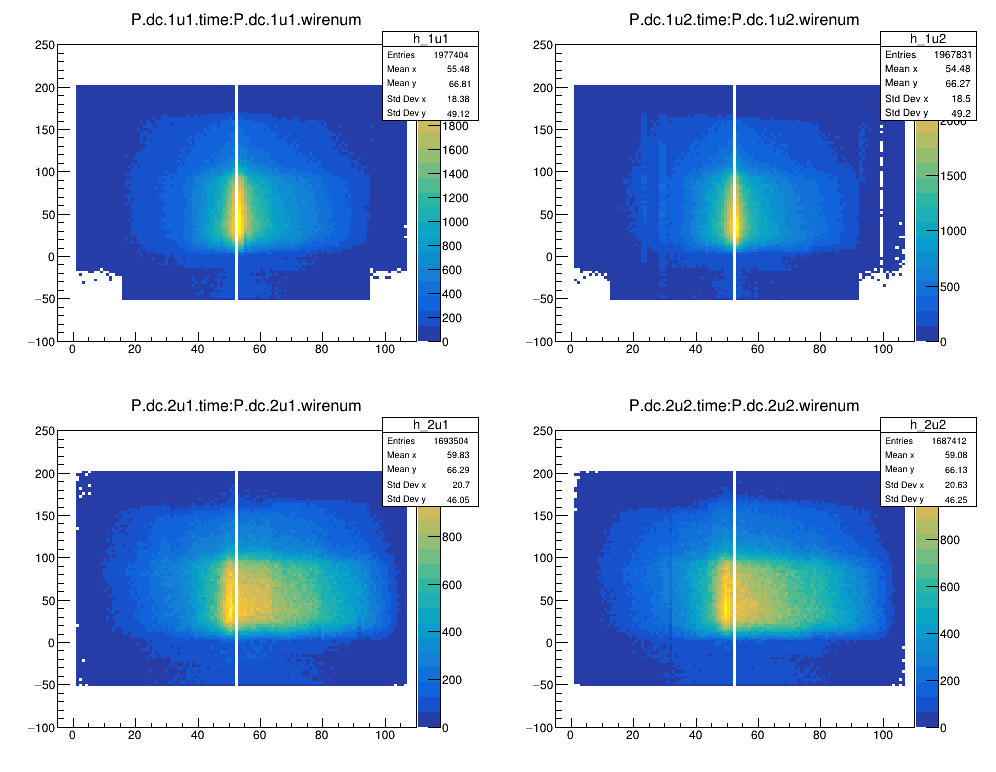 P.dc.1u1.time:P.dc.1u1.wirenum
h_1u1
Entries 1977404
Mean x 55.48
Mean y 66.81
Std Dev x 18.38
Std Dev y 49.12
250
200
150
100
50
0
−50
−100
0 20 40 60 80 100
1800
1600
1400
1200
1000
800
600
400
200
0
P.dc.1u2.time:P.dc.1u2.wirenum
h_1u2
Entries 1967831
Mean x 54.48
Mean y 66.27
Std Dev x 18.5
Std Dev y 49.2
250
200
150
100
50
0
−50
−100
0 20 40 60 80 100
2000
1500
1000
500
0
P.dc.2u1.time:P.dc.2u1.wirenum
h_2u1
Entries 1693504
Mean x 59.83
Mean y 66.29
Std Dev x 20.7
Std Dev y 46.05
250
200
150
100
50
0
−50
−100
0 20 40 60 80 100
800
600
400
200
0
P.dc.2u2.time:P.dc.2u2.wirenum
h_2u2
Entries 1687412
Mean x 59.08
Mean y 66.13
Std Dev x 20.63
Std Dev y 46.25
250
200
150
100
50
0
−50
−100
0 20 40 60 80 100
800
600
400
200
0